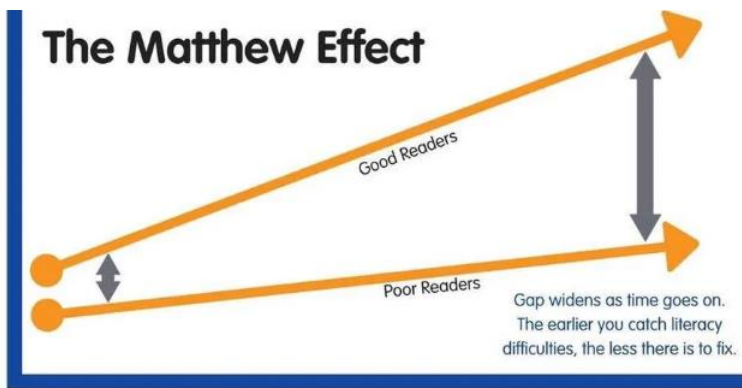 The Matthew Effect
Good Readers
Poor Readers
Gap widens as time goes on.
The earlier you catch literacy
difficulties, the less there is to fix.